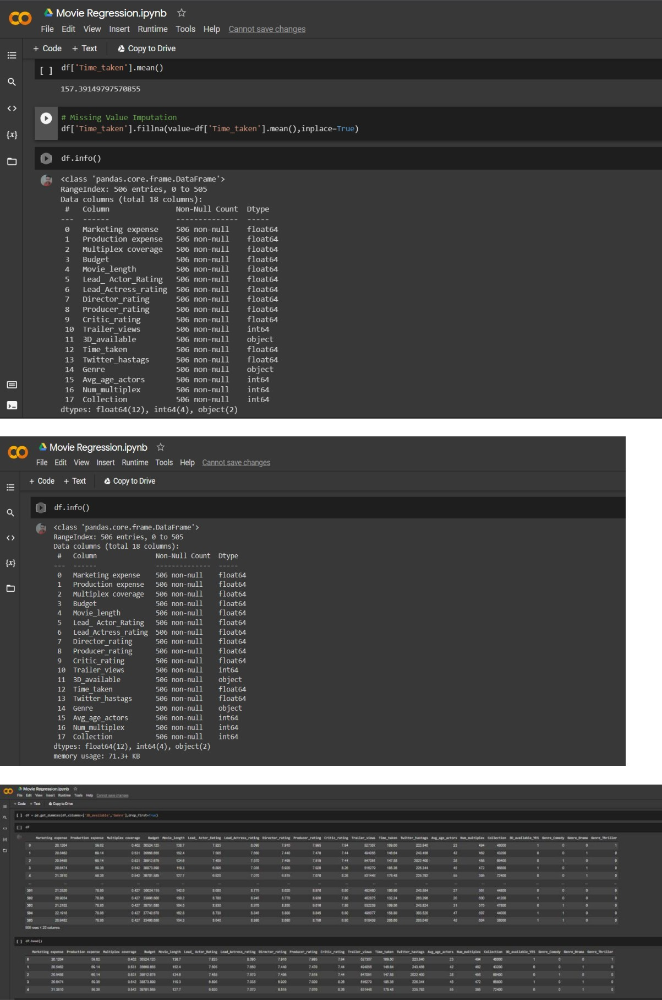 Movie Regression.ipynb
File Edit View Insert Runtime Tools Help Cannot save changes
+ Code + Text Copy to Drive
[ ] df['Time_taken'].mean()
157.39149797570855
# Missing Value Imputation
df['Time_taken'].fillna(value=df['Time_taken'].mean(),inplace=True)
{x}
df.info()
<class 'pandas.core.frame.DataFrame'>
RangeIndex: 506 entries, 0 to 505
Data columns (total 18 columns):
# Column Non-Null Count Dtype
--- ------ -------------- -----
0 Marketing expense 506 non-null float64
1 Production expense 506 non-null float64
2 Multiplex coverage 506 non-null float64
3 Budget 506 non-null float64
4 Movie_length 506 non-null float64
5 Lead_ Actor_Rating 506 non-null float64
6 Lead_Actress_rating 506 non-null float64
7 Director_rating 506 non-null float64
8 Producer_rating 506 non-null float64
9 Critic_rating 506 non-null float64
10 Trailer_views 506 non-null int64
11 3D_available 506 non-null object
12 Time_taken 506 non-null float64
13 Twitter_hastags 506 non-null float64
14 Genre 506 non-null object
15 Avg_age_actors 506 non-null int64
16 Num_multiplex 506 non-null int64
17 Collection 506 non-null int64
dtypes: float64(12), int64(4), object(2)
Movie Regression.ipynb
File Edit View Insert Runtime Tools Help Cannot save changes
+ Code + Text Copy to Drive
df.info()
<class 'pandas.core.frame.DataFrame'>
RangeIndex: 506 entries, 0 to 505
Data columns (total 18 columns):
# Column Non-Null Count Dtype
--- ------ -------------- -----
{x}
0 Marketing expense 506 non-null float64
1 Production expense 506 non-null float64
2 Multiplex coverage 506 non-null float64
3 Budget 506 non-null float64
4 Movie_length 506 non-null float64
5 Lead_ Actor_Rating 506 non-null float64
6 Lead_Actress_rating 506 non-null float64
7 Director_rating 506 non-null float64
8 Producer_rating 506 non-null float64
9 Critic_rating 506 non-null float64
10 Trailer_views 506 non-null int64
11 3D_available 506 non-null object
12 Time_taken 506 non-null float64
13 Twitter_hastags 506 non-null float64
14 Genre 506 non-null object
15 Avg_age_actors 506 non-null int64
16 Num_multiplex 506 non-null int64
17 Collection 506 non-null int64
dtypes: float64(12), int64(4), object(2)
memory usage: 71.3+ KB
Movie Regression.ipynb
File Edit View Insert Runtime Tools Help Cannot save changes
+ Code + Text Copy to Drive
[ ] df = pd.get_dummies(df,columns=['3D_available','Genre'],drop_first=True)
[ ] df
Marketing expense Production expense Multiplex coverage Budget Movie_length Lead_ Actor_Rating Lead_Actress_rating Director_rating Producer_rating Critic_rating Trailer_views Time_taken Twitter_hastags Avg_age_actors Num_multiplex Collection 3D_available_YES Genre_Comedy Genre_Drama Genre_Thriller
0 20.1264 59.62 0.462 36524.125 138.7 7.825 8.095 7.910 7.995 7.94 527367 109.60 223.840 23 494 48000 1 0 0 1
1 20.5462 69.14 0.531 35668.655 152.4 7.505 7.650 7.440 7.470 7.44 494055 146.64 243.456 42 462 43200 0 0 1 0
2 20.5458 69.14 0.531 39912.675 134.6 7.485 7.570 7.495 7.515 7.44 547051 147.88 2022.400 38 458 69400 0 1 0 0
3 20.6474 59.36 0.542 38873.890 119.3 6.895 7.035 6.920 7.020 8.26 516279 185.36 225.344 45 472 66800 1 0 1 0
4 21.3810 59.36 0.542 39701.585 127.7 6.920 7.070 6.815 7.070 8.26 531448 176.48 225.792 55 395 72400 0 0 1 0
501 21.2526 78.86 0.427 36624.115 142.6 8.680 8.775 8.620 8.970 6.80 492480 186.96 243.584 27 561 44800 0 1 0 0
502 20.9054 78.86 0.427 33996.600 150.2 8.780 8.945 8.770 8.930 7.80 482875 132.24 263.296 20 600 41200 1 0 0 0
503 21.2152 78.86 0.427 38751.680 164.5 8.830 8.970 8.855 9.010 7.80 532239 109.56 243.824 31 576 47800 1 0 0 0
504 22.1918 78.86 0.427 37740.670 162.8 8.730 8.845 8.800 8.845 6.80 496077 158.80 303.520 47 607 44000 1 1 0 0
505 20.9482 78.86 0.427 33496.650 154.3 8.640 8.880 8.680 8.790 6.80 518438 205.60 203.040 45 604 38000 1 1 0 0
506 rows × 20 columns
[ ] df.head()
Marketing expense Production expense Multiplex coverage Budget Movie_length Lead_ Actor_Rating Lead_Actress_rating Director_rating Producer_rating Critic_rating Trailer_views Time_taken Twitter_hastags Avg_age_actors Num_multiplex Collection 3D_available_YES Genre_Comedy Genre_Drama Genre_Thriller
0 20.1264 59.62 0.462 36524.125 138.7 7.825 8.095 7.910 7.995 7.94 527367 109.60 223.840 23 494 48000 1 0 0 1
1 20.5462 69.14 0.531 35668.655 152.4 7.505 7.650 7.440 7.470 7.44 494055 146.64 243.456 42 462 43200 0 0 1 0
2 20.5458 69.14 0.531 39912.675 134.6 7.485 7.570 7.495 7.515 7.44 547051 147.88 2022.400 38 458 69400 0 1 0 0
3 20.6474 59.36 0.542 38873.890 119.3 6.895 7.035 6.920 7.020 8.26 516279 185.36 225.344 45 472 66800 1 0 1 0
4 21.3810 59.36 0.542 39701.585 127.7 6.920 7.070 6.815 7.070 8.26 531448 176.48 225.792 55 395 72400 0 0 1 0